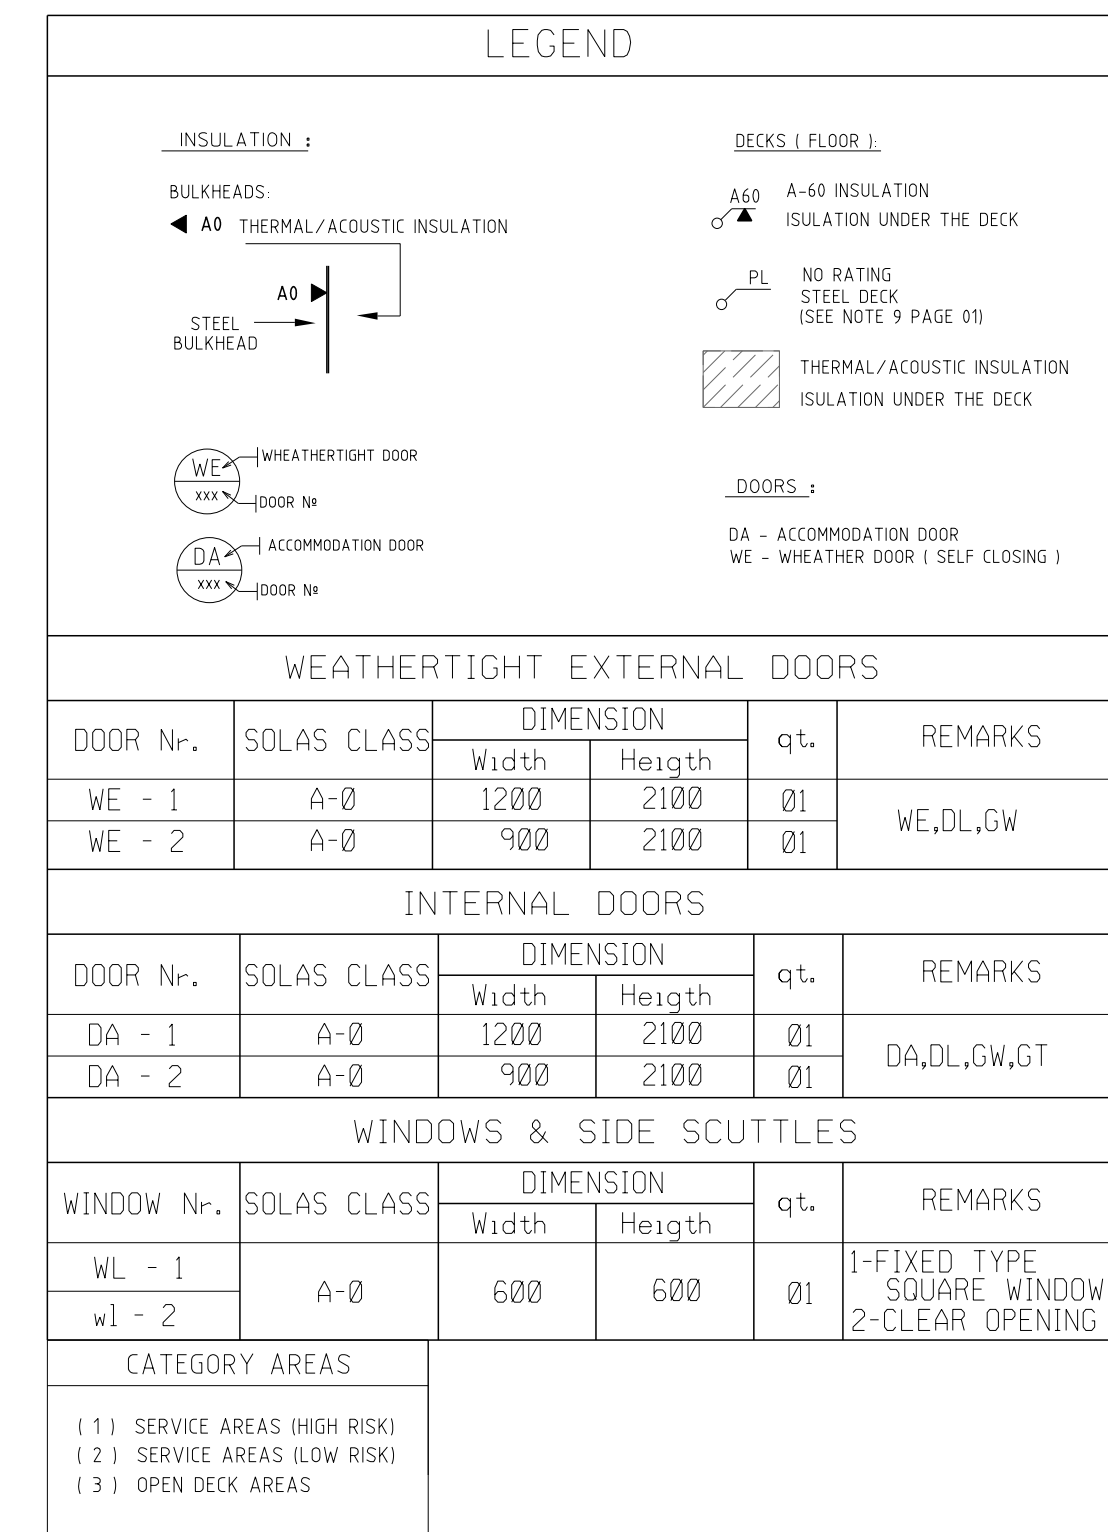 LEGEND
INSULATION :
BULKHEADS:
A0 THERMAL/ACOUSTIC INSULATION
A0
STEEL
BULKHEAD
WE
XXX
WHEATHERTIGHT DOOR
DOOR Nº
DA
XXX
ACCOMMODATION DOOR
DOOR Nº
DECKS ( FLOOR ):
A60
A-60 INSULATION
ISULATION UNDER THE DECK
PL
NO RATING
STEEL DECK
(SEE NOTE 9 PAGE 01)
THERMAL/ACOUSTIC INSULATION
ISULATION UNDER THE DECK
DOORS :
DA - ACCOMMODATION DOOR
WE - WHEATHER DOOR ( SELF CLOSING )
WEATHERTIGHT EXTERNAL DOORS
DOOR Nr. SOLAS CLASS DIMENSION qt. REMARKS
Width Heigth
WE - 1 A-0 1200 2100 01
WE,DL,GW
WE - 2 A-0 900 2100 01
INTERNAL DOORS
DOOR Nr. SOLAS CLASS DIMENSION qt. REMARKS
Width Heigth
DA - 1 A-0 1200 2100 01
DA,DL,GW,GT
DA - 2 A-0 900 2100 01
WINDOWS & SIDE SCUTTLES
WINDOW Nr. SOLAS CLASS DIMENSION qt. REMARKS
Width Heigth
WL - 1
wl - 2
A-0 600 600 01
1-FIXED TYPE
SQUARE WINDOW
2-CLEAR OPENING
CATEGORY AREAS
( 1 ) SERVICE AREAS (HIGH RISK)
( 2 ) SERVICE AREAS (LOW RISK)
( 3 ) OPEN DECK AREAS